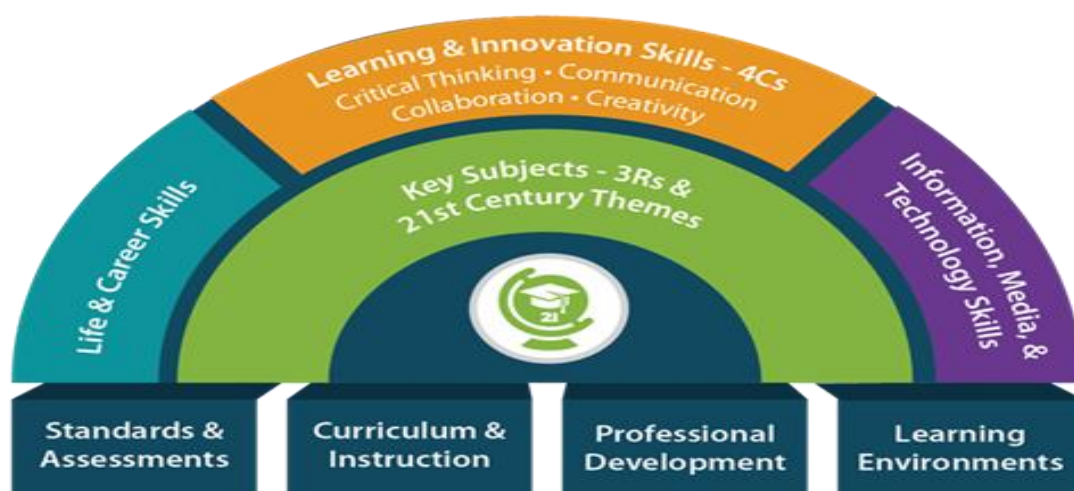 Learning & Innovation Skills - 4Cs
Critical Thinking • Communication
Collaboration • Creativity
Life & Career Skills
Key Subjects - 3Rs &
21st Century Themes
Information, Media, &
Technology Skills
21
Standards &
Assessments
Curriculum &
Instruction
Professional
Development
Learning
Environments